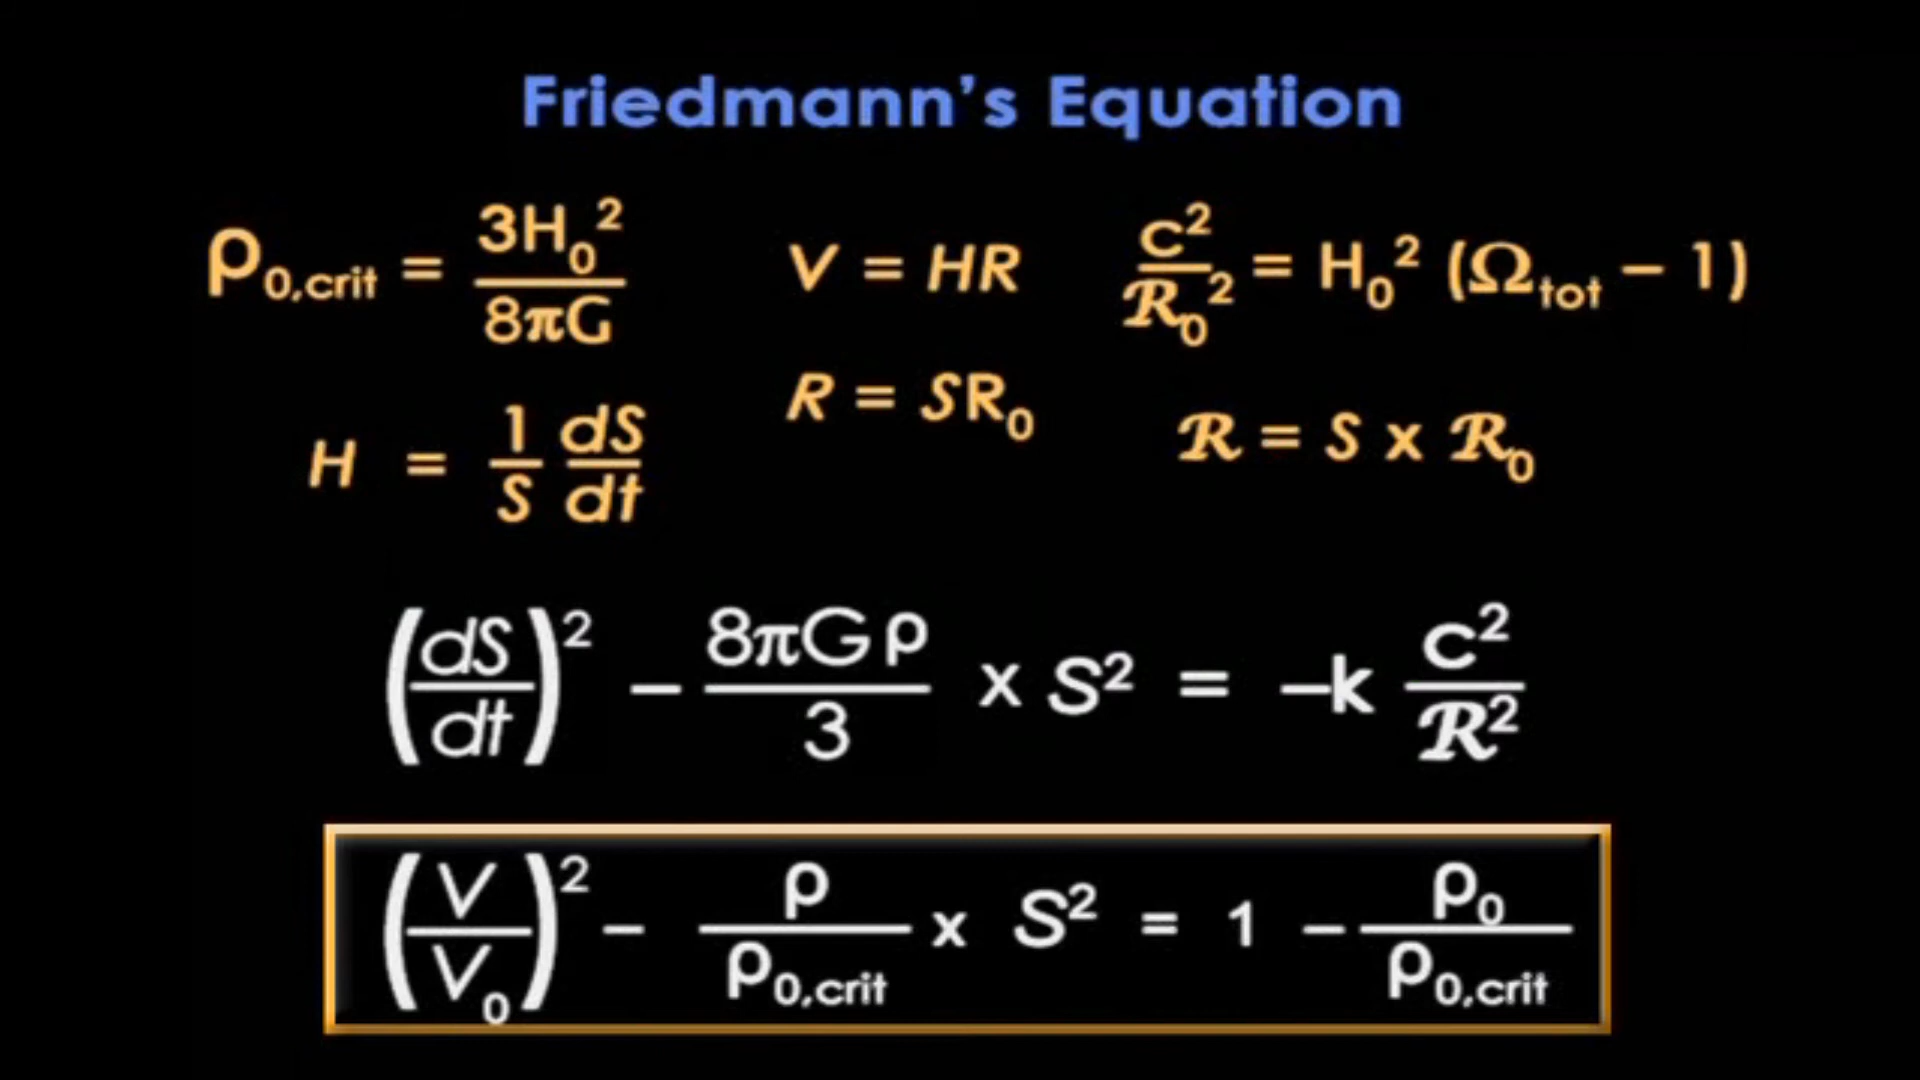 Friedmann's Equation
ρ₀,crit = 3H₀² / 8πG
V = HR
c² / ℛ₀² = H₀² (Ωtot – 1)
R = SR₀
H = 1/S dS/dt
ℛ = S x ℛ₀
(dS/dt)² – 8πGρ / 3 x S² = –k c² / ℛ²
(V/V₀)² – ρ / ρ₀,crit x S² = 1 – ρ₀ / ρ₀,crit